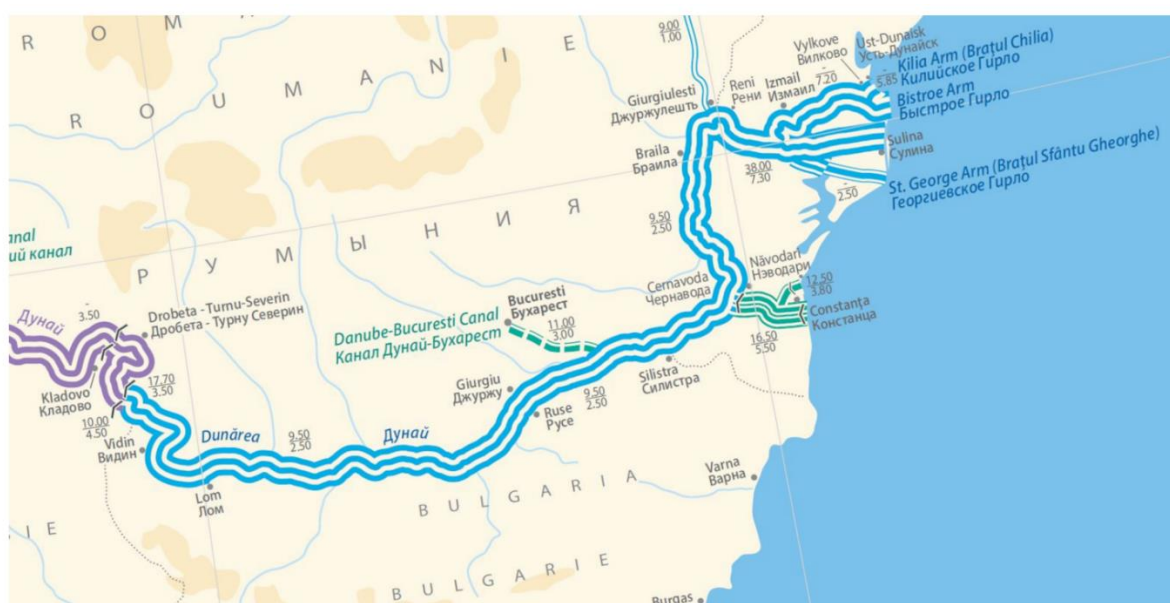 R O M
R O U M A N I E
Р У М Ы Н И Я
9.00
1.00
Vylkove
Вилково
Ust-Dunaisk
Усть-Дунайск
Kilia Arm (Brațul Chilia)
Килийское Гирло
5.85
Izmail
Измаил
7.20
Reni
Рени
Giurgiulesti
Джуржулешть
Bistroe Arm
Быстрое Гирло
Sulina
Сулина
Braila
Браила
38.00
7.30
St. George Arm (Brațul Sfântu Gheorghe)
Георгиевское Гирло
2.50
9.50
2.50
anal
ий канал
Cernavoda
Чернавода
Năvodari
Нэводари
12.50
3.80
Constanța
Констанца
16.50
5.50
Bucuresti
Бухарест
Danube-Bucuresti Canal
Канал Дунай-Бухарест
11.00
3.00
Дунай
3.50
Drobeta - Turnu-Severin
Дробета - Турну Северин
Kladovo
Кладово
17.70
3.50
10.00
4.50
Giurgiu
Джуржу
Silistra
Силистра
9.50
2.50
Ruse
Русе
Vidin
Видин
Dunărea
9.50
2.50
Дунай
Lom
Лом
Varna
Варна
B U L G A R I A
I E
B U L G A R I E
Burgas